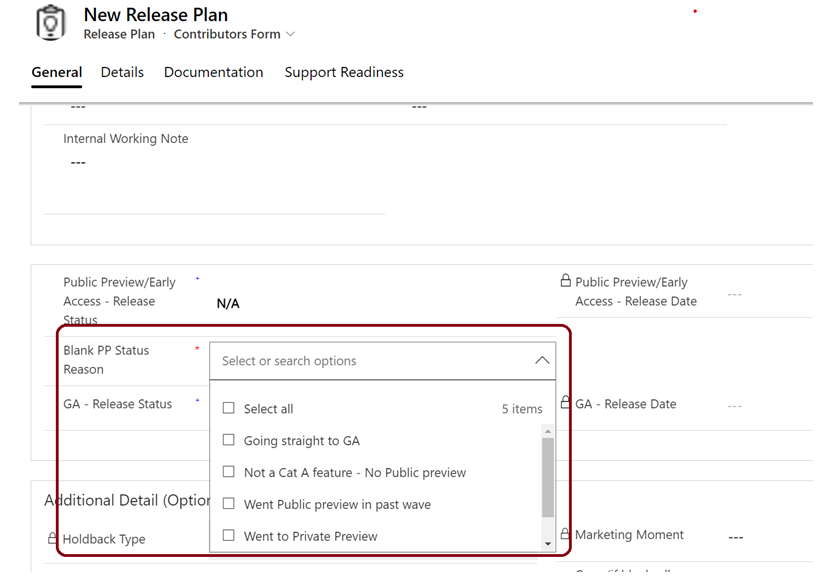 New Release Plan
Release Plan · Contributors Form
General Details Documentation Support Readiness
--- ---
Internal Working Note
---
Public Preview/Early
Access - Release
Status
*
N/A
Public Preview/Early
Access - Release Date
---
Blank PP Status
Reason
*
Select or search options
GA - Release Status
*
Select all 5 items
Going straight to GA
Not a Cat A feature - No Public preview
Went Public preview in past wave
Went to Private Preview
GA - Release Date
---
Additional Detail (Option
Holdback Type
Marketing Moment
---